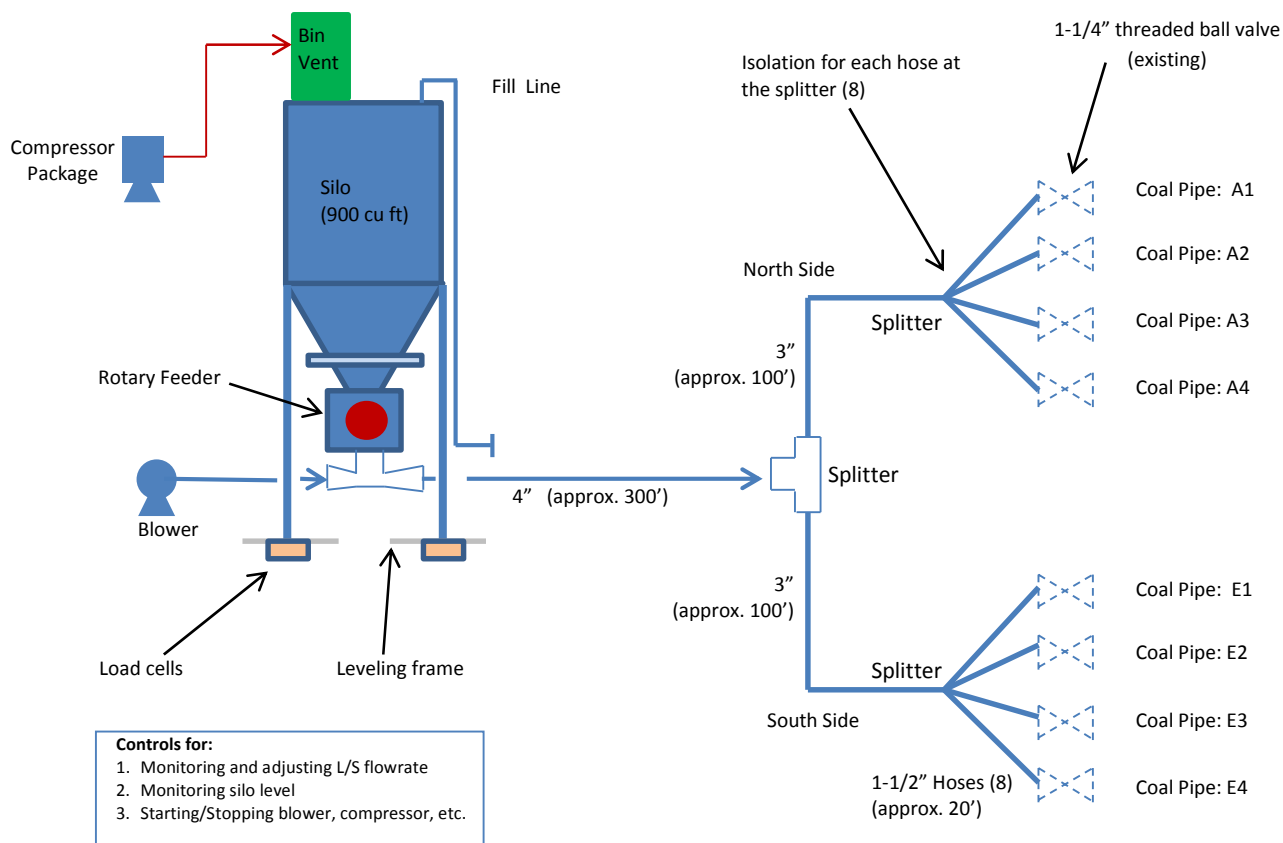 Bin
Vent
Fill  Line
Compressor
Package
Silo
(900 cu ft)
Rotary Feeder
Blower
Load cells
Leveling frame
4”  (approx. 300’)
Splitter
Isolation for each hose at
the splitter (8)
1-1/4” threaded ball valve
(existing)
North Side
Splitter
3”
(approx. 100’)
Coal Pipe:  A1
Coal Pipe: A2
Coal Pipe: A3
Coal Pipe: A4
3”
(approx. 100’)
Splitter
South Side
1-1/2” Hoses (8)
(approx. 20’)
Coal Pipe:  E1
Coal Pipe: E2
Coal Pipe: E3
Coal Pipe: E4
Controls for:
1. Monitoring and adjusting L/S flowrate
2. Monitoring silo level
3. Starting/Stopping blower, compressor, etc.